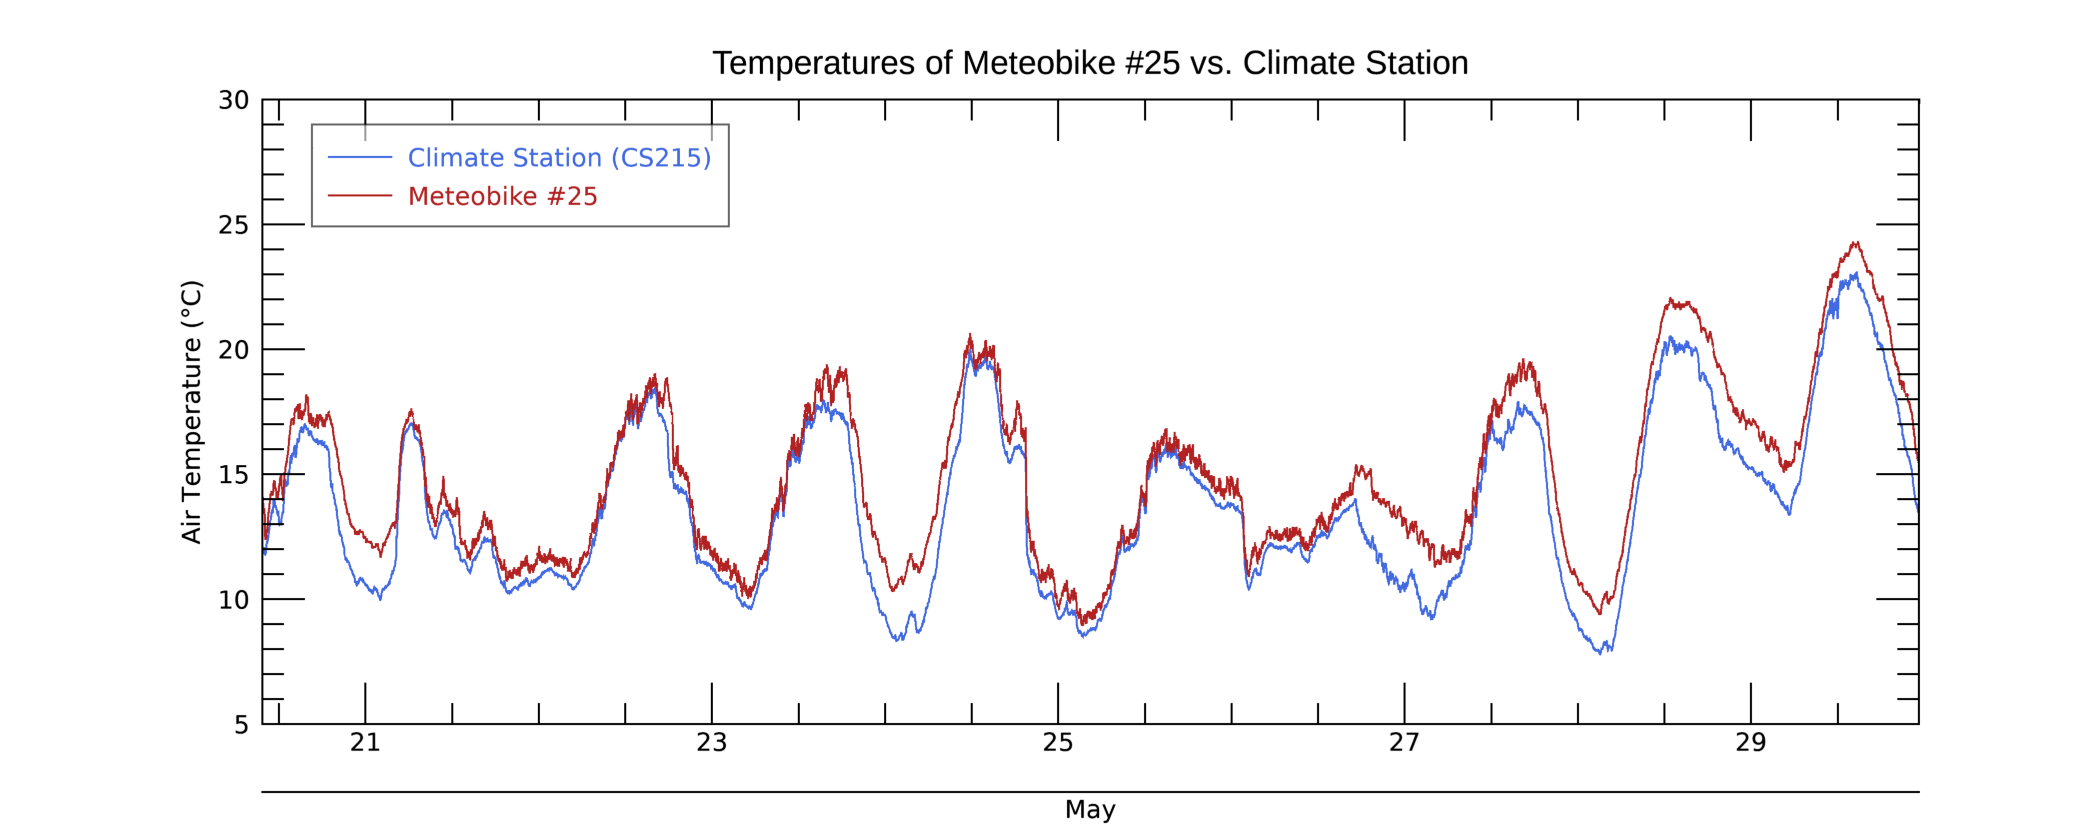 Temperatures of Meteobike #25 vs. Climate Station
30
Climate Station (CS215)
Meteobike #25
25
20
Air Temperature (°C)
15
10
5
21 23 25 27 29
May